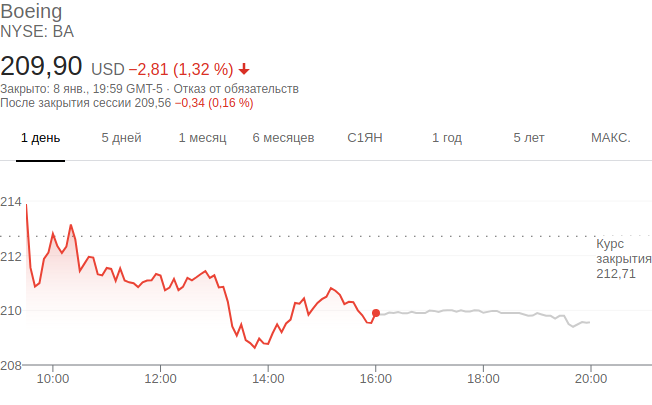 Boeing
NYSE: BA
209,90 USD −2,81 (1,32 %)
Закрыто: 8 янв., 19:59 GMT-5 · Отказ от обязательств
После закрытия сессии 209,56 −0,34 (0,16 %)
1 день 5 дней 1 месяц 6 месяцев С1ЯН 1 год 5 лет МАКС.
214
212
210
208
Курс
закрытия
212,71
10:00 12:00 14:00 16:00 18:00 20:00